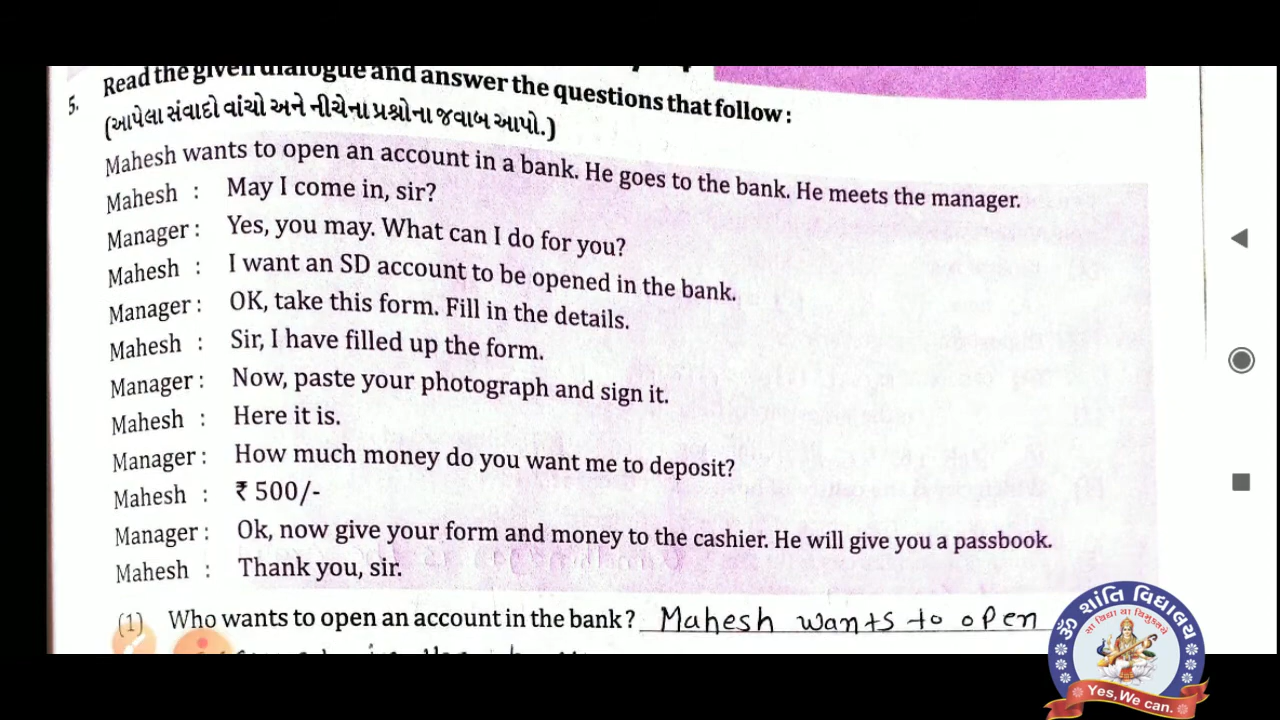 5. Read the given dialogue and answer the questions that follow :
(આપેલા સંવાદો વાંચો અને નીચેના પ્રશ્નોના જવાબ આપો.)
Mahesh wants to open an account in a bank. He goes to the bank. He meets the manager.
Mahesh : May I come in, sir?
Manager : Yes, you may. What can I do for you?
Mahesh : I want an SD account to be opened in the bank.
Manager : OK, take this form. Fill in the details.
Mahesh : Sir, I have filled up the form.
Manager : Now, paste your photograph and sign it.
Mahesh : Here it is.
Manager : How much money do you want me to deposit?
Mahesh : ₹ 500/-
Manager : Ok, now give your form and money to the cashier. He will give you a passbook.
Mahesh : Thank you, sir.
(1) Who wants to open an account in the bank? Mahesh wants to open
ૐ શાંતિ વિદ્યાલય
સા વિદ્યા યા વિમુક્તયે
Yes, We can.